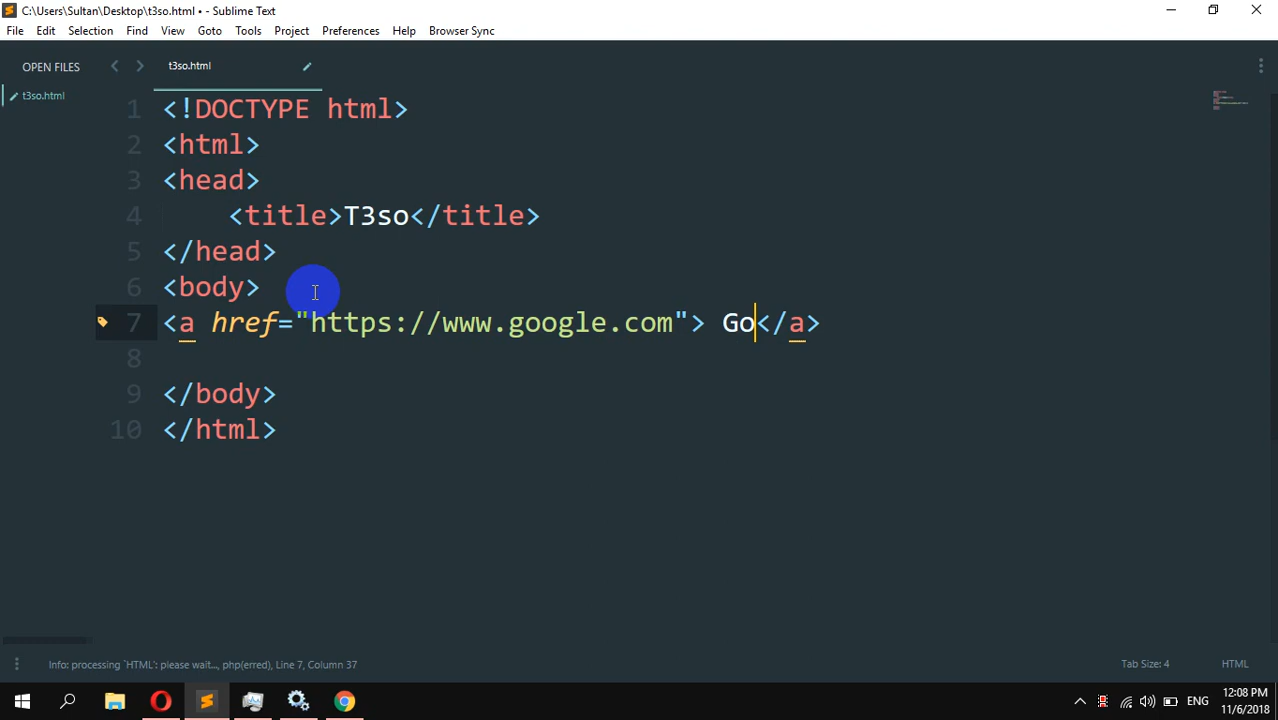 C:\Users\Sultan\Desktop\t3so.html • - Sublime Text
File Edit Selection Find View Goto Tools Project Preferences Help Browser Sync
OPEN FILES
t3so.html
t3so.html
1 <!DOCTYPE html>
2 <html>
3 <head>
4 <title>T3so</title>
5 </head>
6 <body>
7 <a href="https://www.google.com"> Go</a>
8
9 </body>
10 </html>
Info: processing `HTML': please wait..., php(erred), Line 7, Column 37
Tab Size: 4
HTML
ENG
12:08 PM
11/6/2018